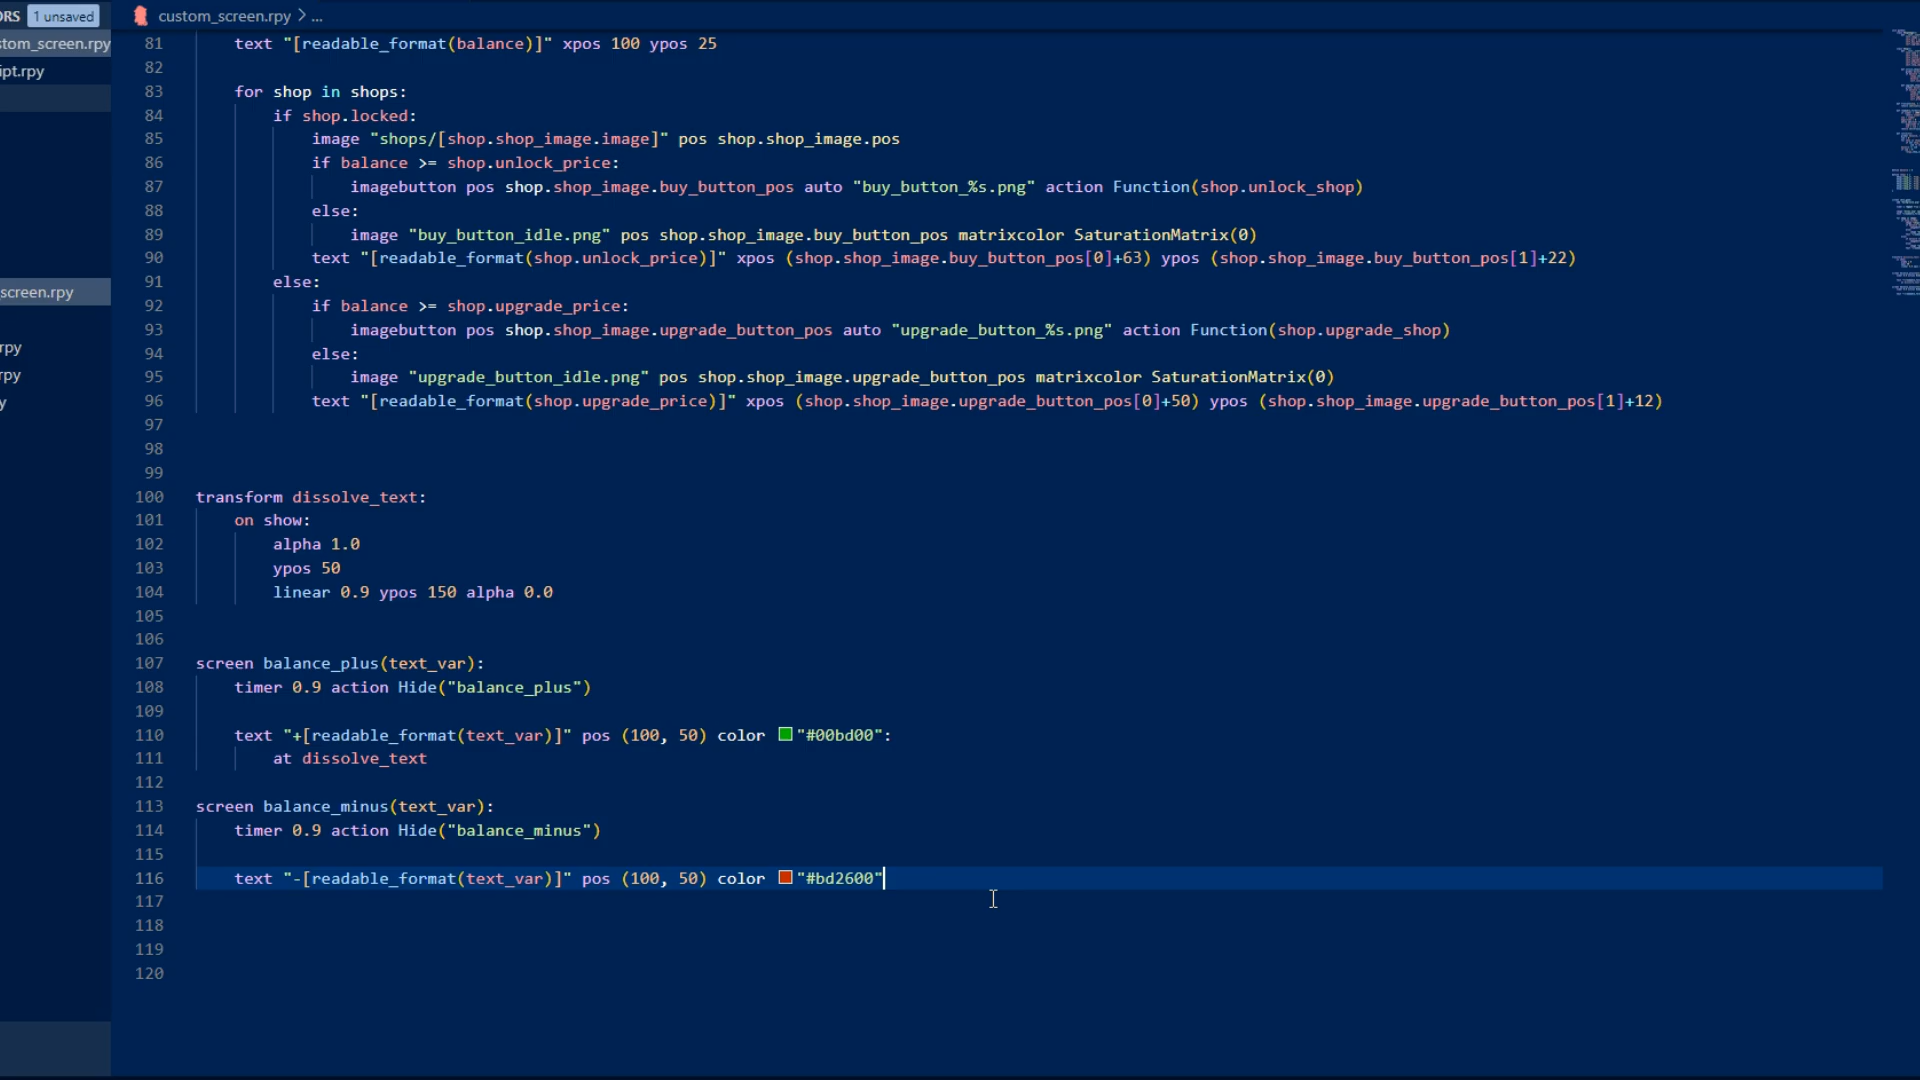 ORS 1 unsaved
custom_screen.rpy > ...
stom_screen.rpy
ipt.rpy
screen.rpy
rpy
rpy
y
81 text "[readable_format(balance)]" xpos 100 ypos 25
82
83 for shop in shops:
84 if shop.locked:
85 image "shops/[shop.shop_image.image]" pos shop.shop_image.pos
86 if balance >= shop.unlock_price:
87 imagebutton pos shop.shop_image.buy_button_pos auto "buy_button_%s.png" action Function(shop.unlock_shop)
88 else:
89 image "buy_button_idle.png" pos shop.shop_image.buy_button_pos matrixcolor SaturationMatrix(0)
90 text "[readable_format(shop.unlock_price)]" xpos (shop.shop_image.buy_button_pos[0]+63) ypos (shop.shop_image.buy_button_pos[1]+22)
91 else:
92 if balance >= shop.upgrade_price:
93 imagebutton pos shop.shop_image.upgrade_button_pos auto "upgrade_button_%s.png" action Function(shop.upgrade_shop)
94 else:
95 image "upgrade_button_idle.png" pos shop.shop_image.upgrade_button_pos matrixcolor SaturationMatrix(0)
96 text "[readable_format(shop.upgrade_price)]" xpos (shop.shop_image.upgrade_button_pos[0]+50) ypos (shop.shop_image.upgrade_button_pos[1]+12)
97
98
99
100 transform dissolve_text:
101 on show:
102 alpha 1.0
103 ypos 50
104 linear 0.9 ypos 150 alpha 0.0
105
106
107 screen balance_plus(text_var):
108 timer 0.9 action Hide("balance_plus")
109
110 text "+[readable_format(text_var)]" pos (100, 50) color "#00bd00":
111 at dissolve_text
112
113 screen balance_minus(text_var):
114 timer 0.9 action Hide("balance_minus")
115
116 text "-[readable_format(text_var)]" pos (100, 50) color "#bd2600"
117
118
119
120